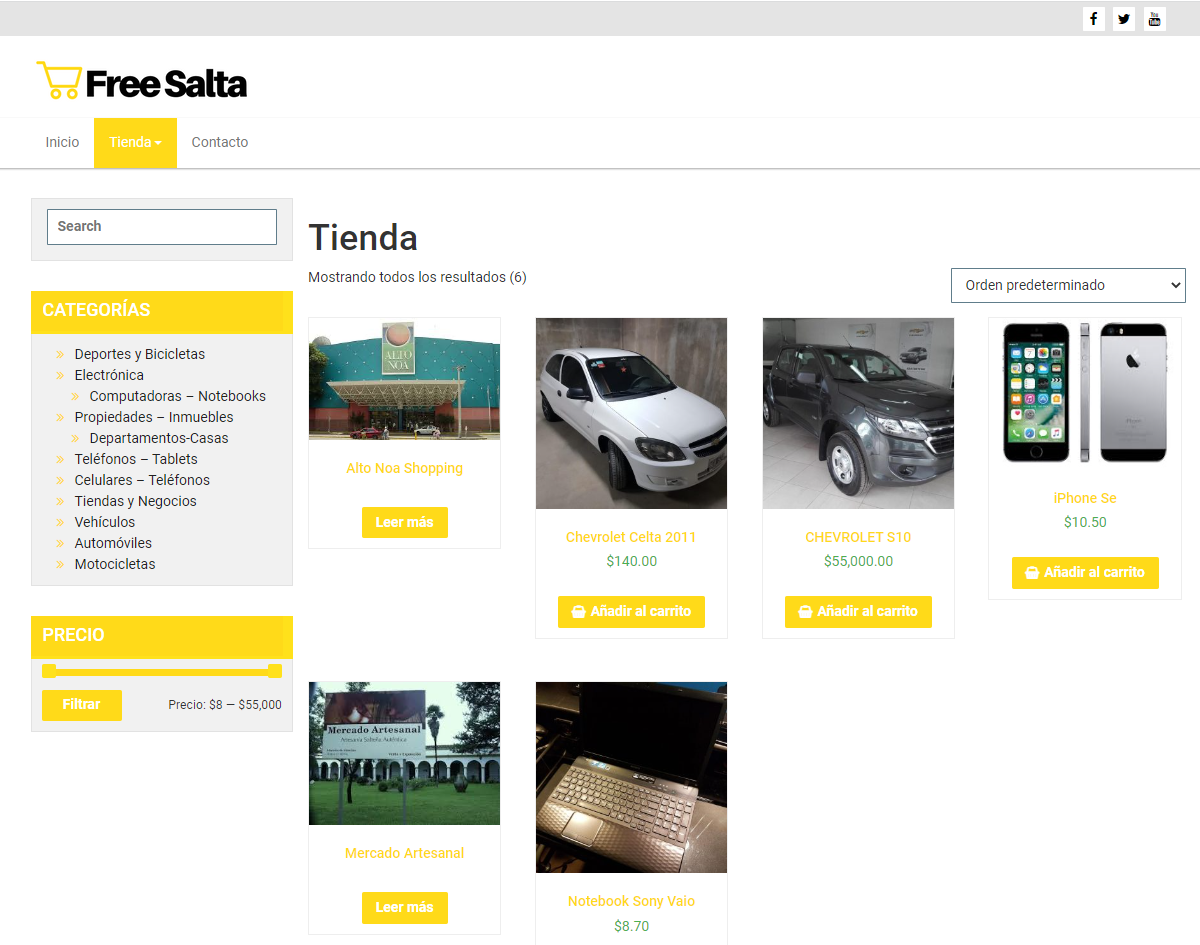 Free Salta
Inicio
Tienda
Contacto
Search
CATEGORÍAS
Deportes y Bicicletas
Electrónica
Computadoras – Notebooks
Propiedades – Inmuebles
Departamentos-Casas
Teléfonos – Tablets
Celulares – Teléfonos
Tiendas y Negocios
Vehículos
Automóviles
Motocicletas
PRECIO
Filtrar
Precio: $8 — $55,000
Tienda
Mostrando todos los resultados (6)
Orden predeterminado
ALTO
NOA
Alto Noa Shopping
Leer más
Chevrolet Celta 2011
$140.00
Añadir al carrito
CHEVROLET S10
$55,000.00
Añadir al carrito
iPhone
iPhone Se
$10.50
Añadir al carrito
Mercado Artesanal
Artesanía Salteña Auténtica
Mercado Artesanal
Leer más
Notebook Sony Vaio
$8.70